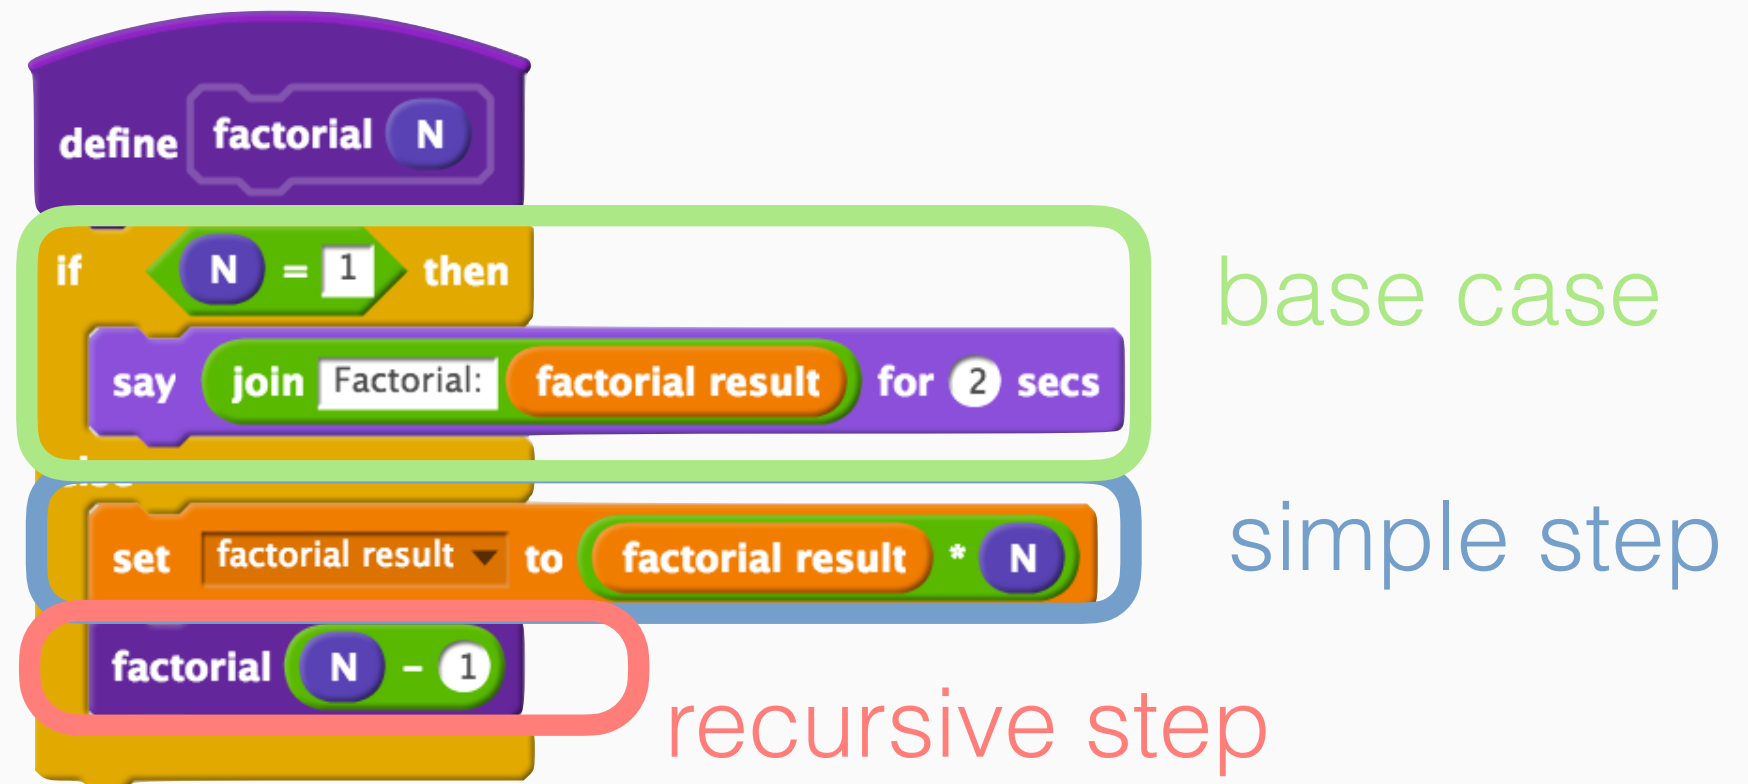 define factorial N
if N = 1 then
base case
say join Factorial: factorial result for 2 secs
set factorial result to factorial result * N
simple step
factorial N - 1
recursive step